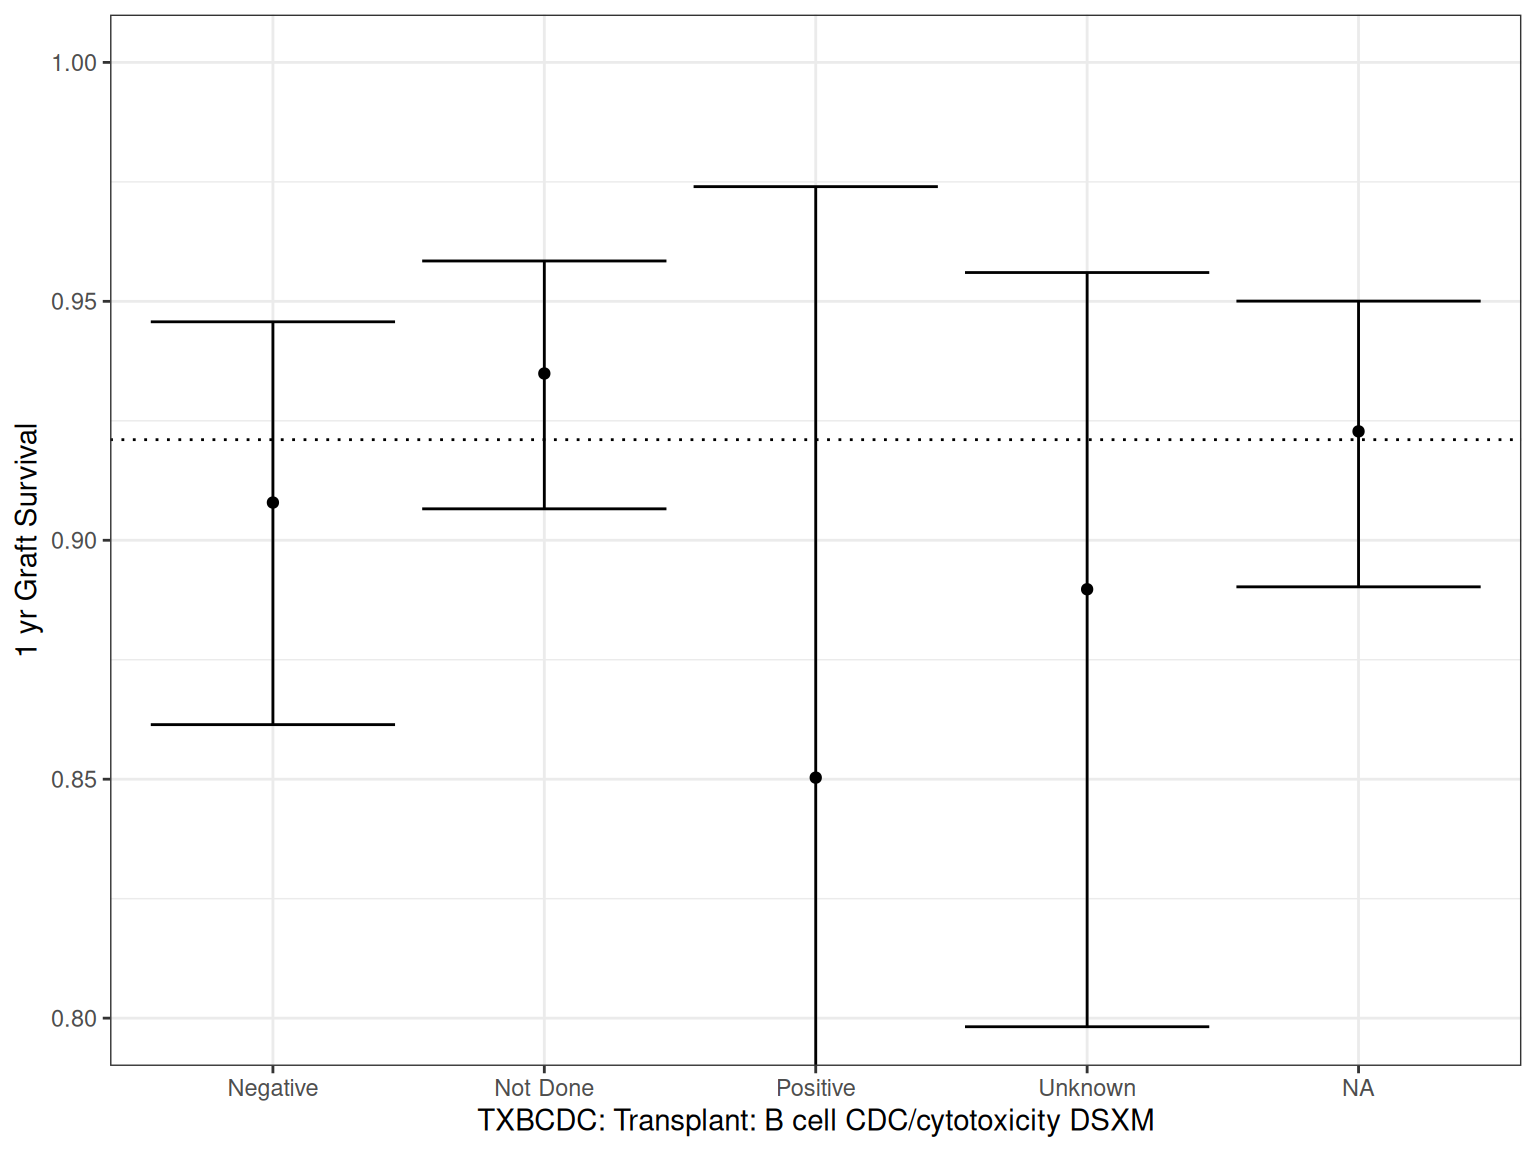 1.00
0.95
0.90
0.85
0.80
1 yr Graft Survival
Negative Not Done Positive Unknown NA
TXBCDC: Transplant: B cell CDC/cytotoxicity DSXM